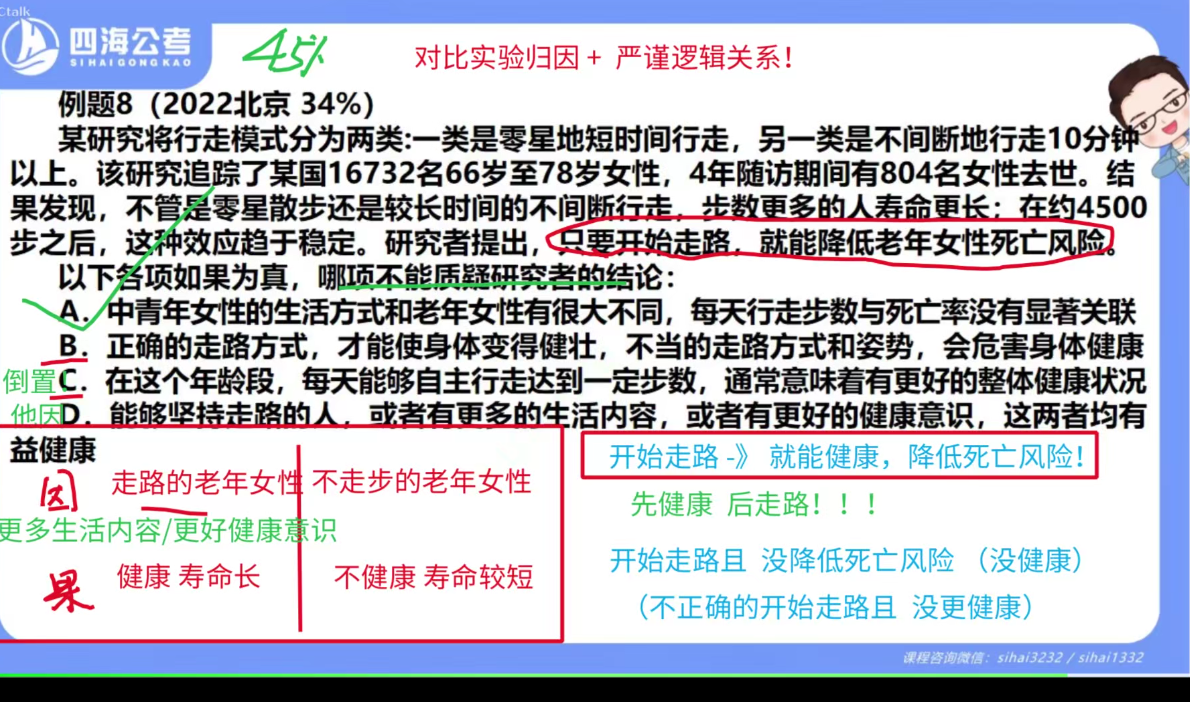 Ctalk
四海公考
SIHAIGONGKAO
45%
对比实验归因 + 严谨逻辑关系！
例题8（2022北京 34%）
某研究将行走模式分为两类:一类是零星地短时间行走，另一类是不间断地行走10分钟
以上。该研究追踪了某国16732名66岁至78岁女性，4年随访期间有804名女性去世。结
果发现，不管是零星散步还是较长时间的不间断行走，步数更多的人寿命更长；在约4500
步之后，这种效应趋于稳定。研究者提出，只要开始走路，就能降低老年女性死亡风险。
以下各项如果为真，哪项不能质疑研究者的结论：
A．中青年女性的生活方式和老年女性有很大不同，每天行走步数与死亡率没有显著关联
B．正确的走路方式，才能使身体变得健壮，不当的走路方式和姿势，会危害身体健康
倒置！
C．在这个年龄段，每天能够自主行走达到一定步数，通常意味着有更好的整体健康状况
他因
D．能够坚持走路的人，或者有更多的生活内容，或者有更好的健康意识，这两者均有
益健康
因 走路的老年女性 不走步的老年女性
更多生活内容/更好健康意识
果 健康 寿命长 不健康 寿命较短
开始走路 -》 就能健康，降低死亡风险！
先健康 后走路！！！
开始走路且 没降低死亡风险 （没健康）
（不正确的开始走路且 没更健康）
课程咨询微信：sihai3232 / sihai1332